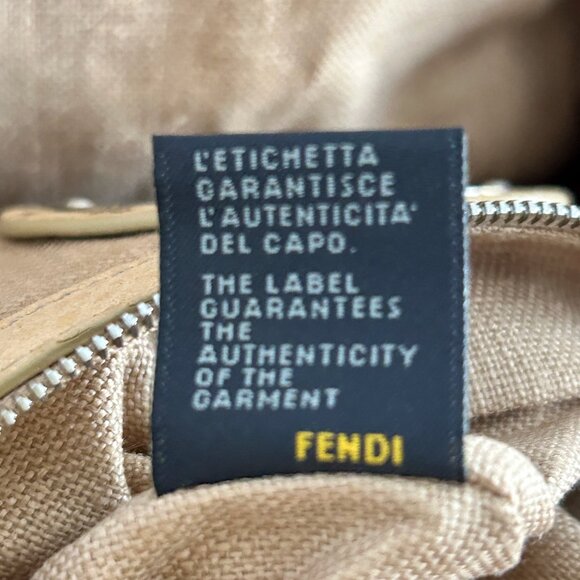 L'ETICHETTA
GARANTISCE
L'AUTENTICITA'
DEL CAPO.
THE LABEL
GUARANTEES
THE
AUTHENTICITY
OF THE
GARMENT
FENDI